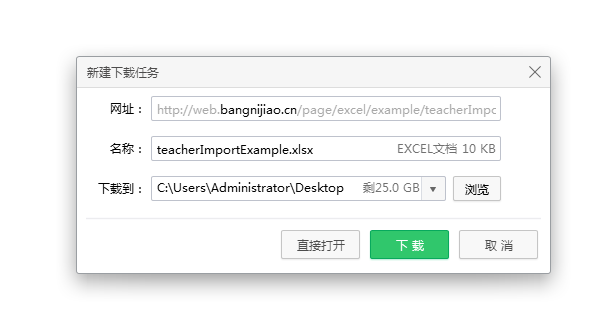 新建下载任务
网址： http://web.bangnijiao.cn/page/excel/example/teacherImpo
名称： teacherImportExample.xlsx EXCEL文档 10 KB
下载到： C:\Users\Administrator\Desktop 剩25.0 GB 浏览
直接打开 下载 取消